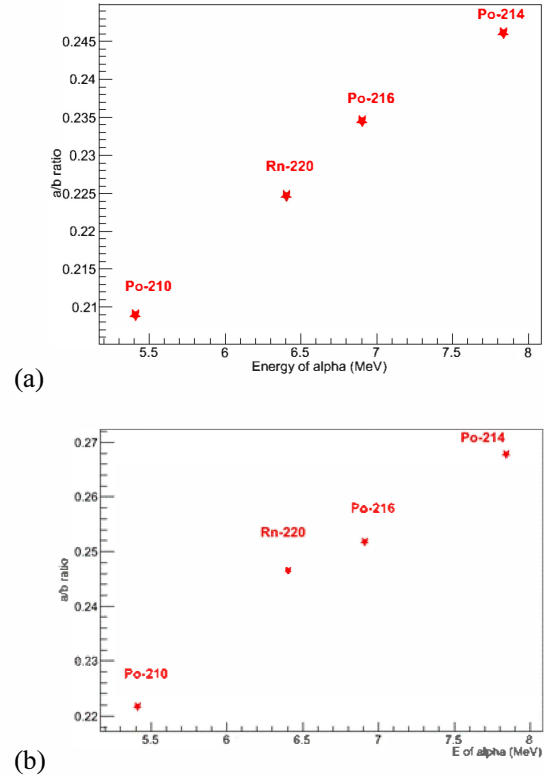 Po-214
0.245
0.24
Po-216
0.235
0.23
Rn-220
a/b ratio
0.225
0.22
0.215
Po-210
0.21
5.5 6 6.5 7 7.5 8
Energy of alpha (MeV)
(a)
Po-214
0.27
0.26
Po-216
Rn-220
0.25
a/b ratio
0.24
0.23
Po-210
0.22
5.5 6 6.5 7 7.5 8
E of alpha (MeV)
(b)